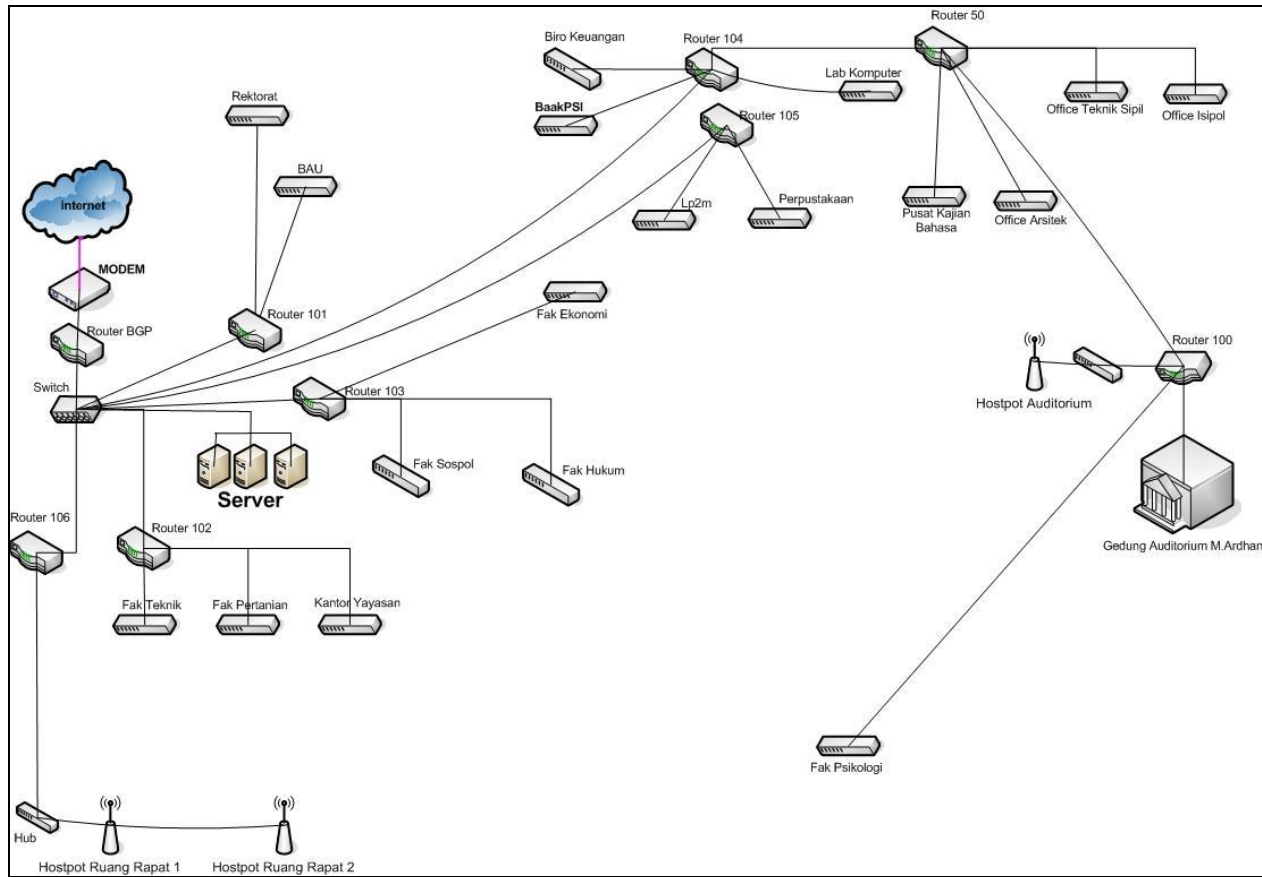 Router 50
Biro Keuangan
Router 104
Lab Komputer
Rektorat
BaakPSI
Router 105
Office Teknik Sipil
Office Isipol
BAU
internet
Lp2m
Perpustakaan
Pusat Kajian
Bahasa
Office Arsitek
MODEM
Router 101
Fak Ekonomi
Router BGP
Router 100
Switch
Router 103
Hostpot Auditorium
Fak Sospol
Fak Hukum
Server
Router 106
Router 102
Gedung Auditorium M.Ardhan
Fak Teknik
Fak Pertanian
Kantor Yayasan
Fak Psikologi
Hub
Hostpot Ruang Rapat 1
Hostpot Ruang Rapat 2